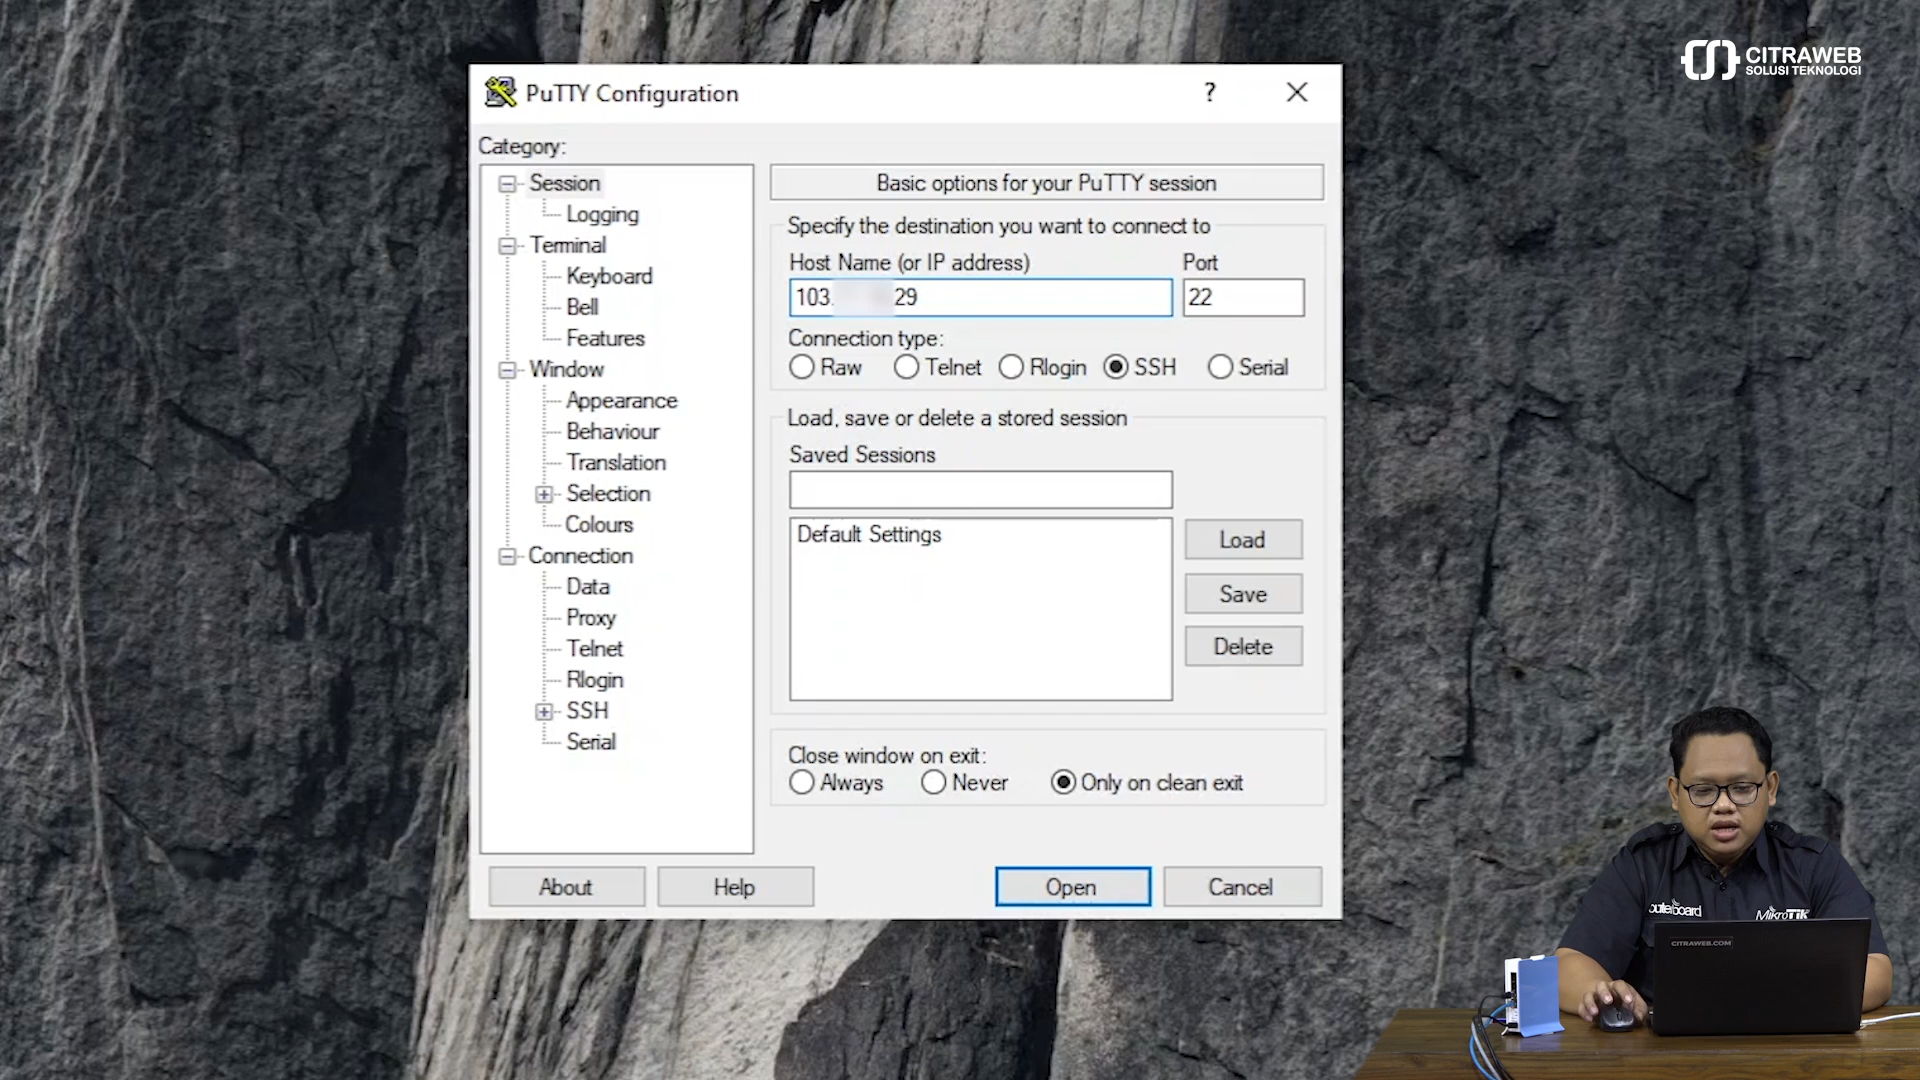 CITRAWEB
SOLUSI TEKNOLOGI
PuTTY Configuration
?
Category:
Session
Logging
Terminal
Keyboard
Bell
Features
Window
Appearance
Behaviour
Translation
Selection
Colours
Connection
Data
Proxy
Telnet
Rlogin
SSH
Serial
Basic options for your PuTTY session
Specify the destination you want to connect to
Host Name (or IP address) Port
103. 29 22
Connection type:
Raw Telnet Rlogin SSH Serial
Load, save or delete a stored session
Saved Sessions
Default Settings
Load
Save
Delete
Close window on exit:
Always Never Only on clean exit
About Help Open Cancel
MikroTik
CITRAWEB.COM